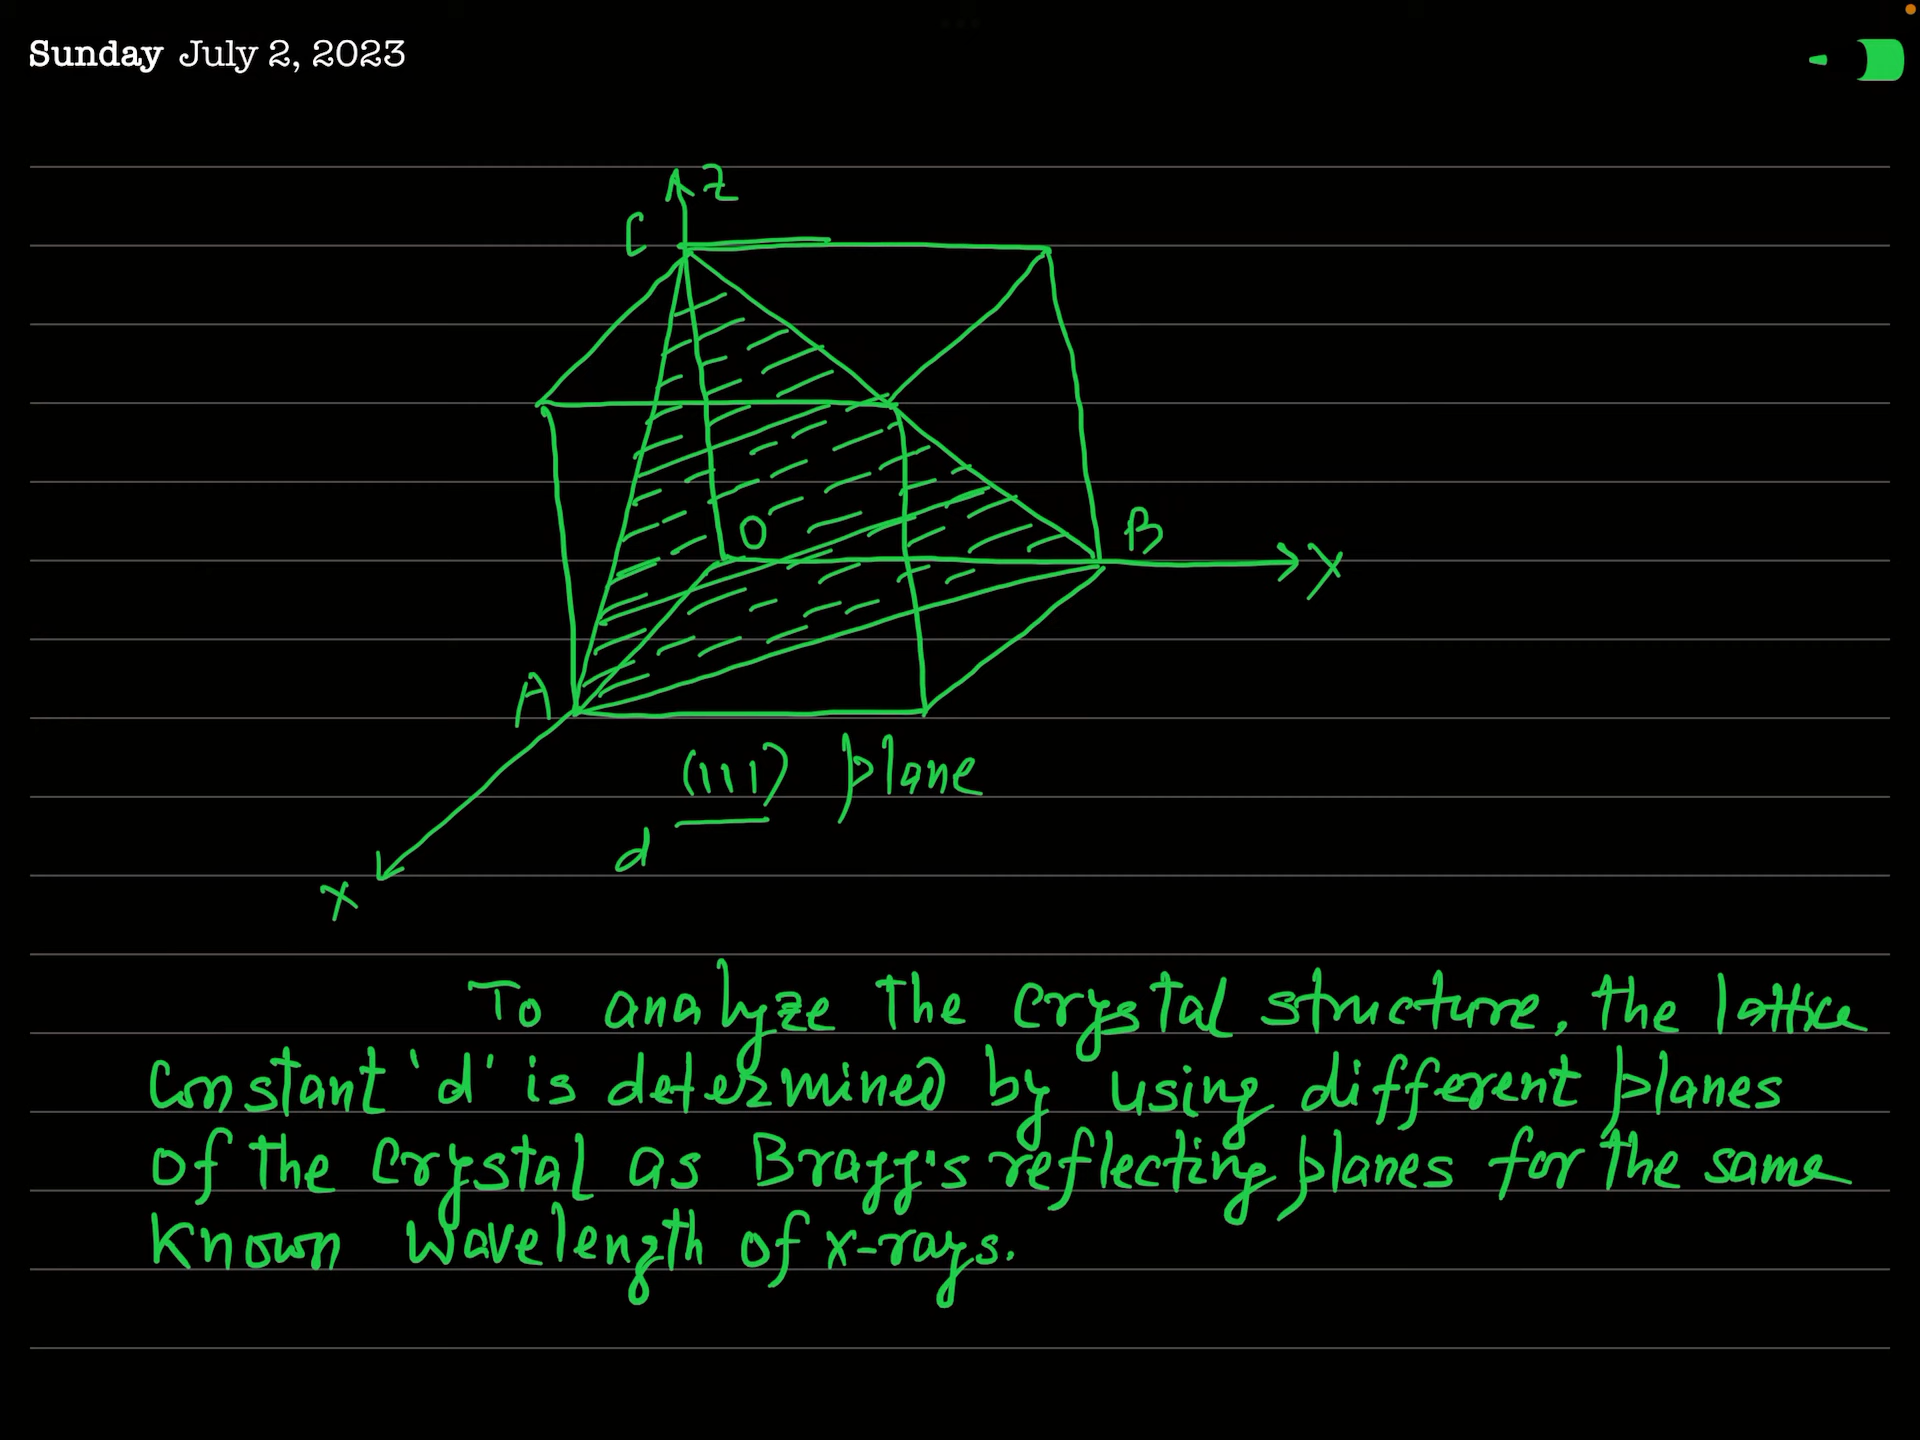 Sunday July 2, 2023
Z
C
O
B
A
(111) plane
d
X
To analyze the crystal structure, the lattice
constant 'd' is determined by using different planes
of the crystal as Bragg's reflecting planes for the same
known wavelength of x-rays.